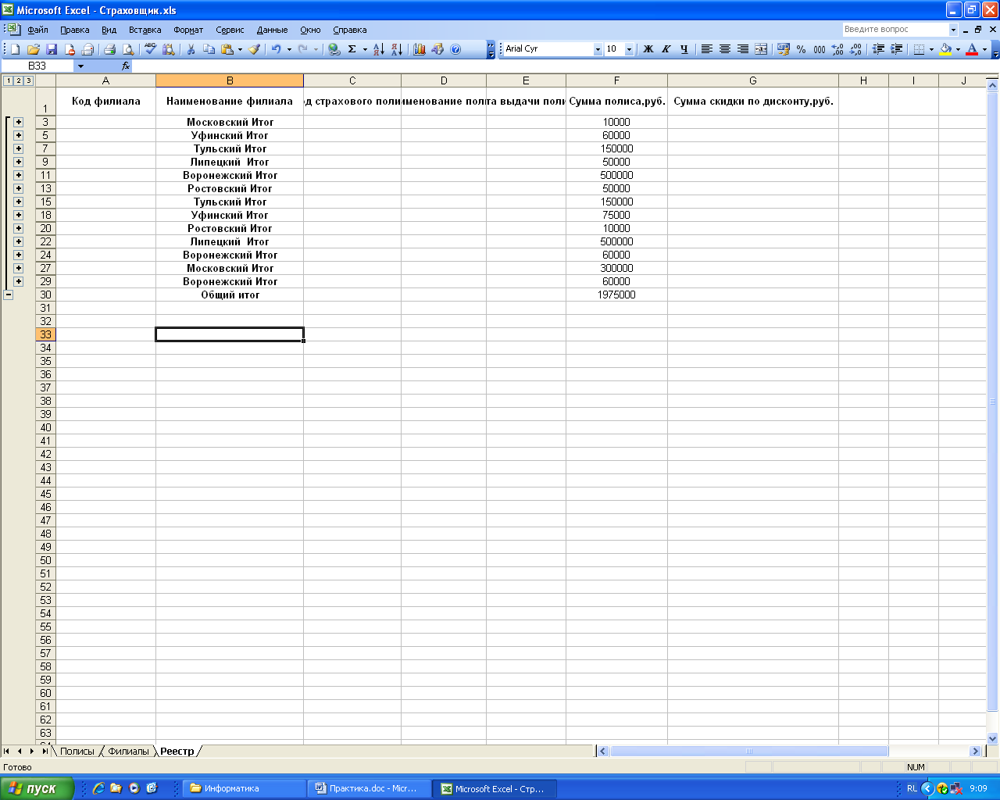 Microsoft Excel - Страховщик.xls
Файл Правка Вид Вставка Формат Сервис Данные Окно Справка Введите вопрос
Arial Cyr 10 Ж К Ч % 000
B33 fx
1 2 3 A B C D E F G H I J
1 Код филиала Наименование филиала од страхового поли именование пол та выдачи поли Сумма полиса,руб. Сумма скидки по дисконту,руб.
3 Московский Итог 10000
5 Уфинский Итог 60000
7 Тульский Итог 150000
9 Липецкий Итог 50000
11 Воронежский Итог 500000
13 Ростовский Итог 50000
15 Тульский Итог 150000
18 Уфинский Итог 75000
20 Ростовский Итог 10000
22 Липецкий Итог 500000
24 Воронежский Итог 60000
27 Московский Итог 300000
29 Воронежский Итог 60000
30 Общий итог 1975000
31
32
33
34
35
36
37
38
39
40
41
42
43
44
45
46
47
48
49
50
51
52
53
54
55
56
57
58
59
60
61
62
63
Полисы Филиалы Реестр
Готово NUM
пуск Информатика Практика.doc - Micr... Microsoft Excel - Стр... RL 9:09